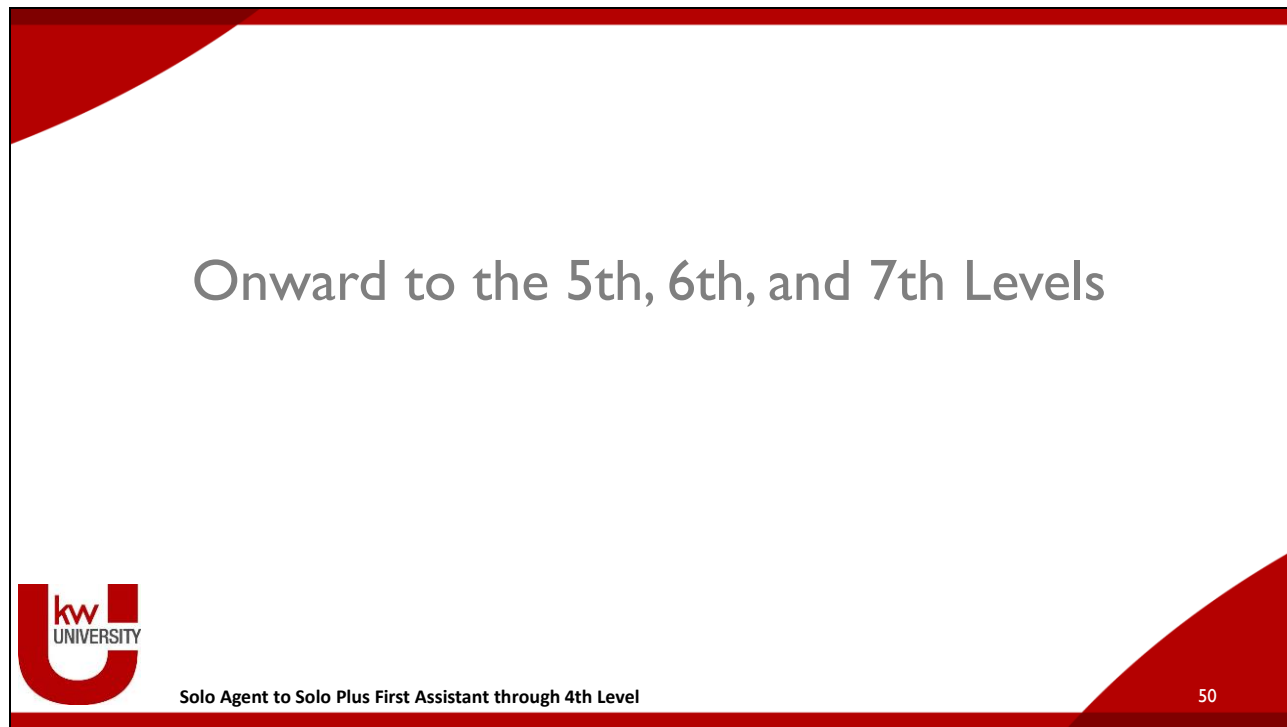 Onward to the 5th, 6th, and 7th Levels
kw
UNIVERSITY
Solo Agent to Solo Plus First Assistant through 4th Level
50